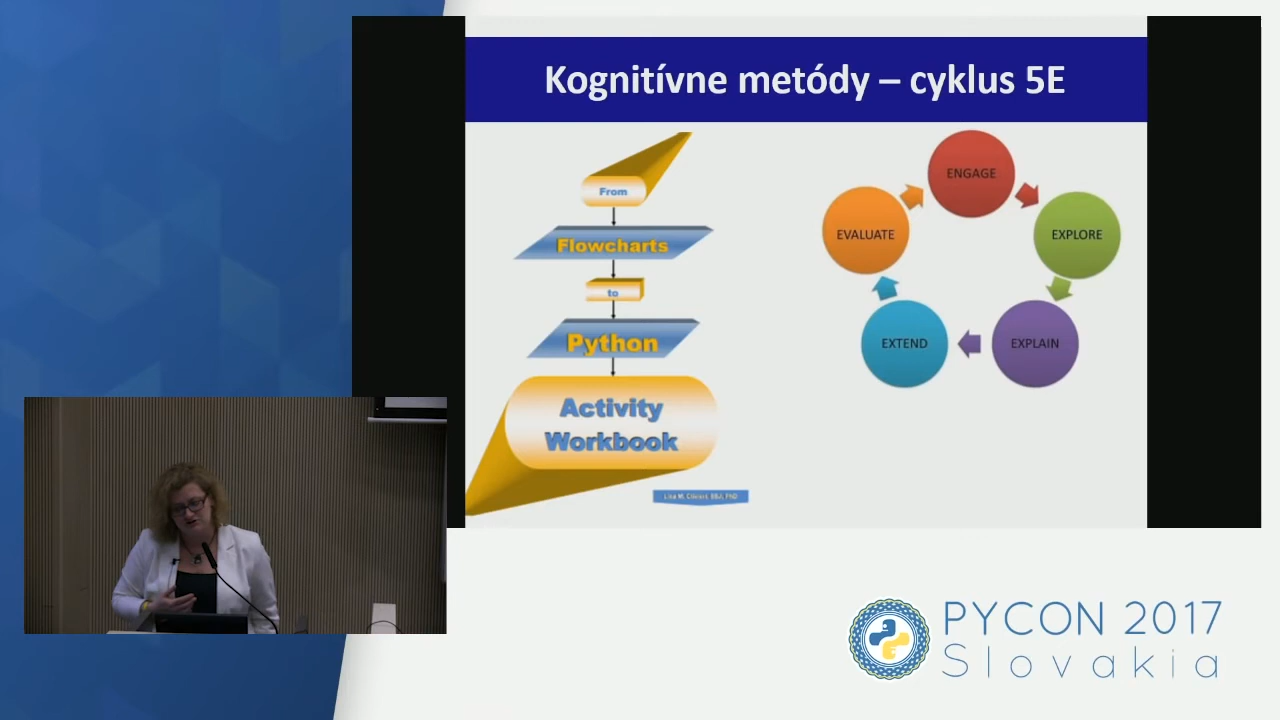 Kognitívne metódy – cyklus 5E
From
Flowcharts
to
Python
Activity
Workbook
ENGAGE
EXPLORE
EXPLAIN
EXTEND
EVALUATE
PYCON 2017
Slovakia